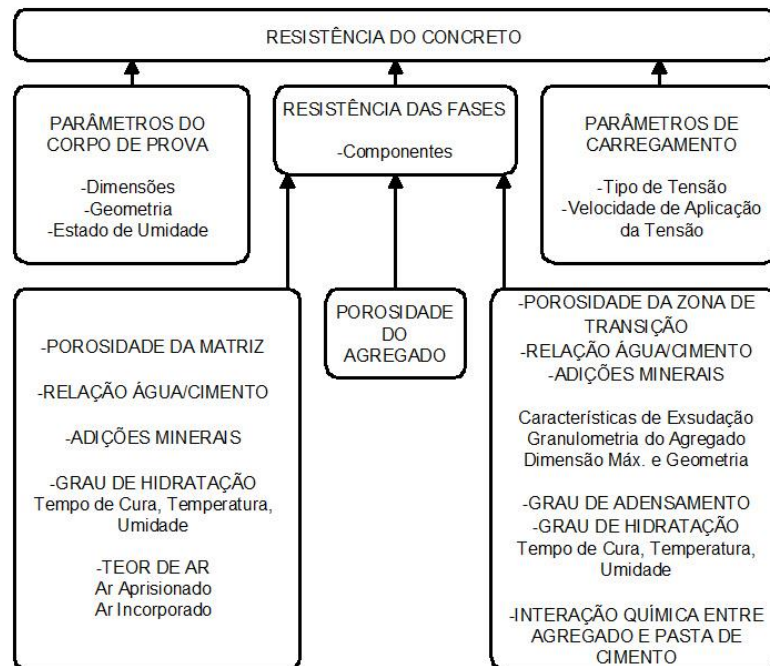 RESISTÊNCIA DO CONCRETO
PARÂMETROS DO
CORPO DE PROVA
-Dimensões
-Geometria
-Estado de Umidade
RESISTÊNCIA DAS FASES
-Componentes
PARÂMETROS DE
CARREGAMENTO
-Tipo de Tensão
-Velocidade de Aplicação
da Tensão
-POROSIDADE DA MATRIZ
-RELAÇÃO ÁGUA/CIMENTO
-ADIÇÕES MINERAIS
-GRAU DE HIDRATAÇÃO
Tempo de Cura, Temperatura,
Umidade
-TEOR DE AR
Ar Aprisionado
Ar Incorporado
POROSIDADE
DO
AGREGADO
-POROSIDADE DA ZONA DE
TRANSIÇÃO
-RELAÇÃO ÁGUA/CIMENTO
-ADIÇÕES MINERAIS
Características de Exsudação
Granulometria do Agregado
Dimensão Máx. e Geometria
-GRAU DE ADENSAMENTO
-GRAU DE HIDRATAÇÃO
Tempo de Cura, Temperatura,
Umidade
-INTERAÇÃO QUÍMICA ENTRE
AGREGADO E PASTA DE
CIMENTO